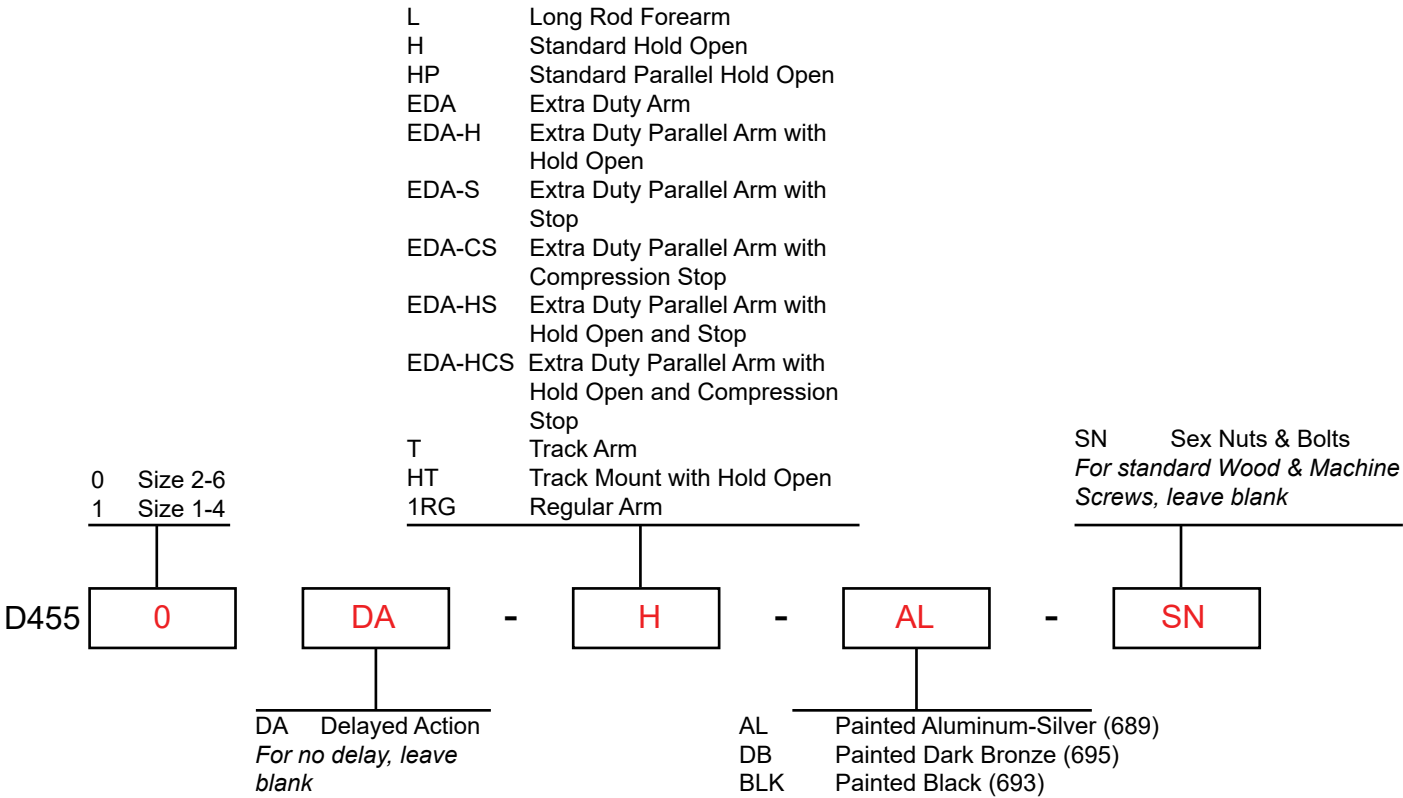 L Long Rod Forearm
H Standard Hold Open
HP Standard Parallel Hold Open
EDA Extra Duty Arm
EDA-H Extra Duty Parallel Arm with
Hold Open
EDA-S Extra Duty Parallel Arm with
Stop
EDA-CS Extra Duty Parallel Arm with
Compression Stop
EDA-HS Extra Duty Parallel Arm with
Hold Open and Stop
EDA-HCS Extra Duty Parallel Arm with
Hold Open and Compression
Stop
T Track Arm
HT Track Mount with Hold Open
1RG Regular Arm
0 Size 2-6
1 Size 1-4
SN Sex Nuts & Bolts
For standard Wood & Machine
Screws, leave blank
D455 0 DA - H - AL - SN
DA Delayed Action
For no delay, leave
blank
AL Painted Aluminum-Silver (689)
DB Painted Dark Bronze (695)
BLK Painted Black (693)